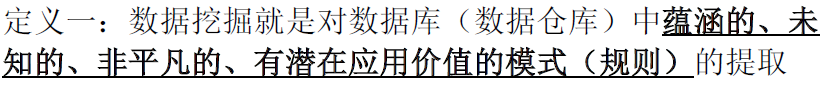 定义一：数据挖掘就是对数据库（数据仓库）中蕴涵的、未
知的、非平凡的、有潜在应用价值的模式（规则）的提取